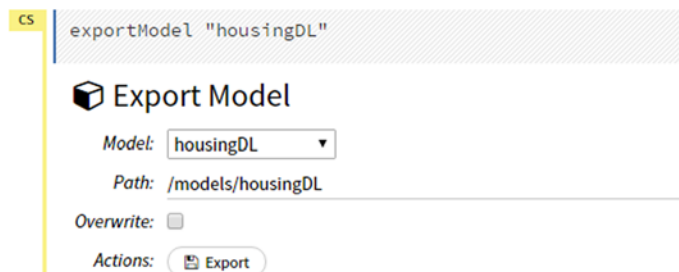 CS
exportModel "housingDL"
Export Model
Model: housingDL
Path: /models/housingDL
Overwrite:
Actions: Export